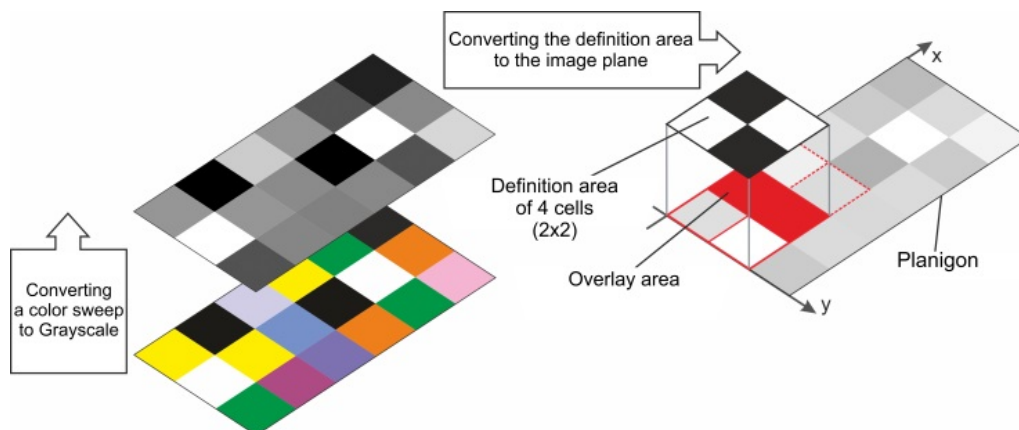 Converting the definition area
to the image plane
x
Definition area
of 4 cells
(2x2)
Overlay area
Planigon
y
Converting
a color sweep
to Grayscale